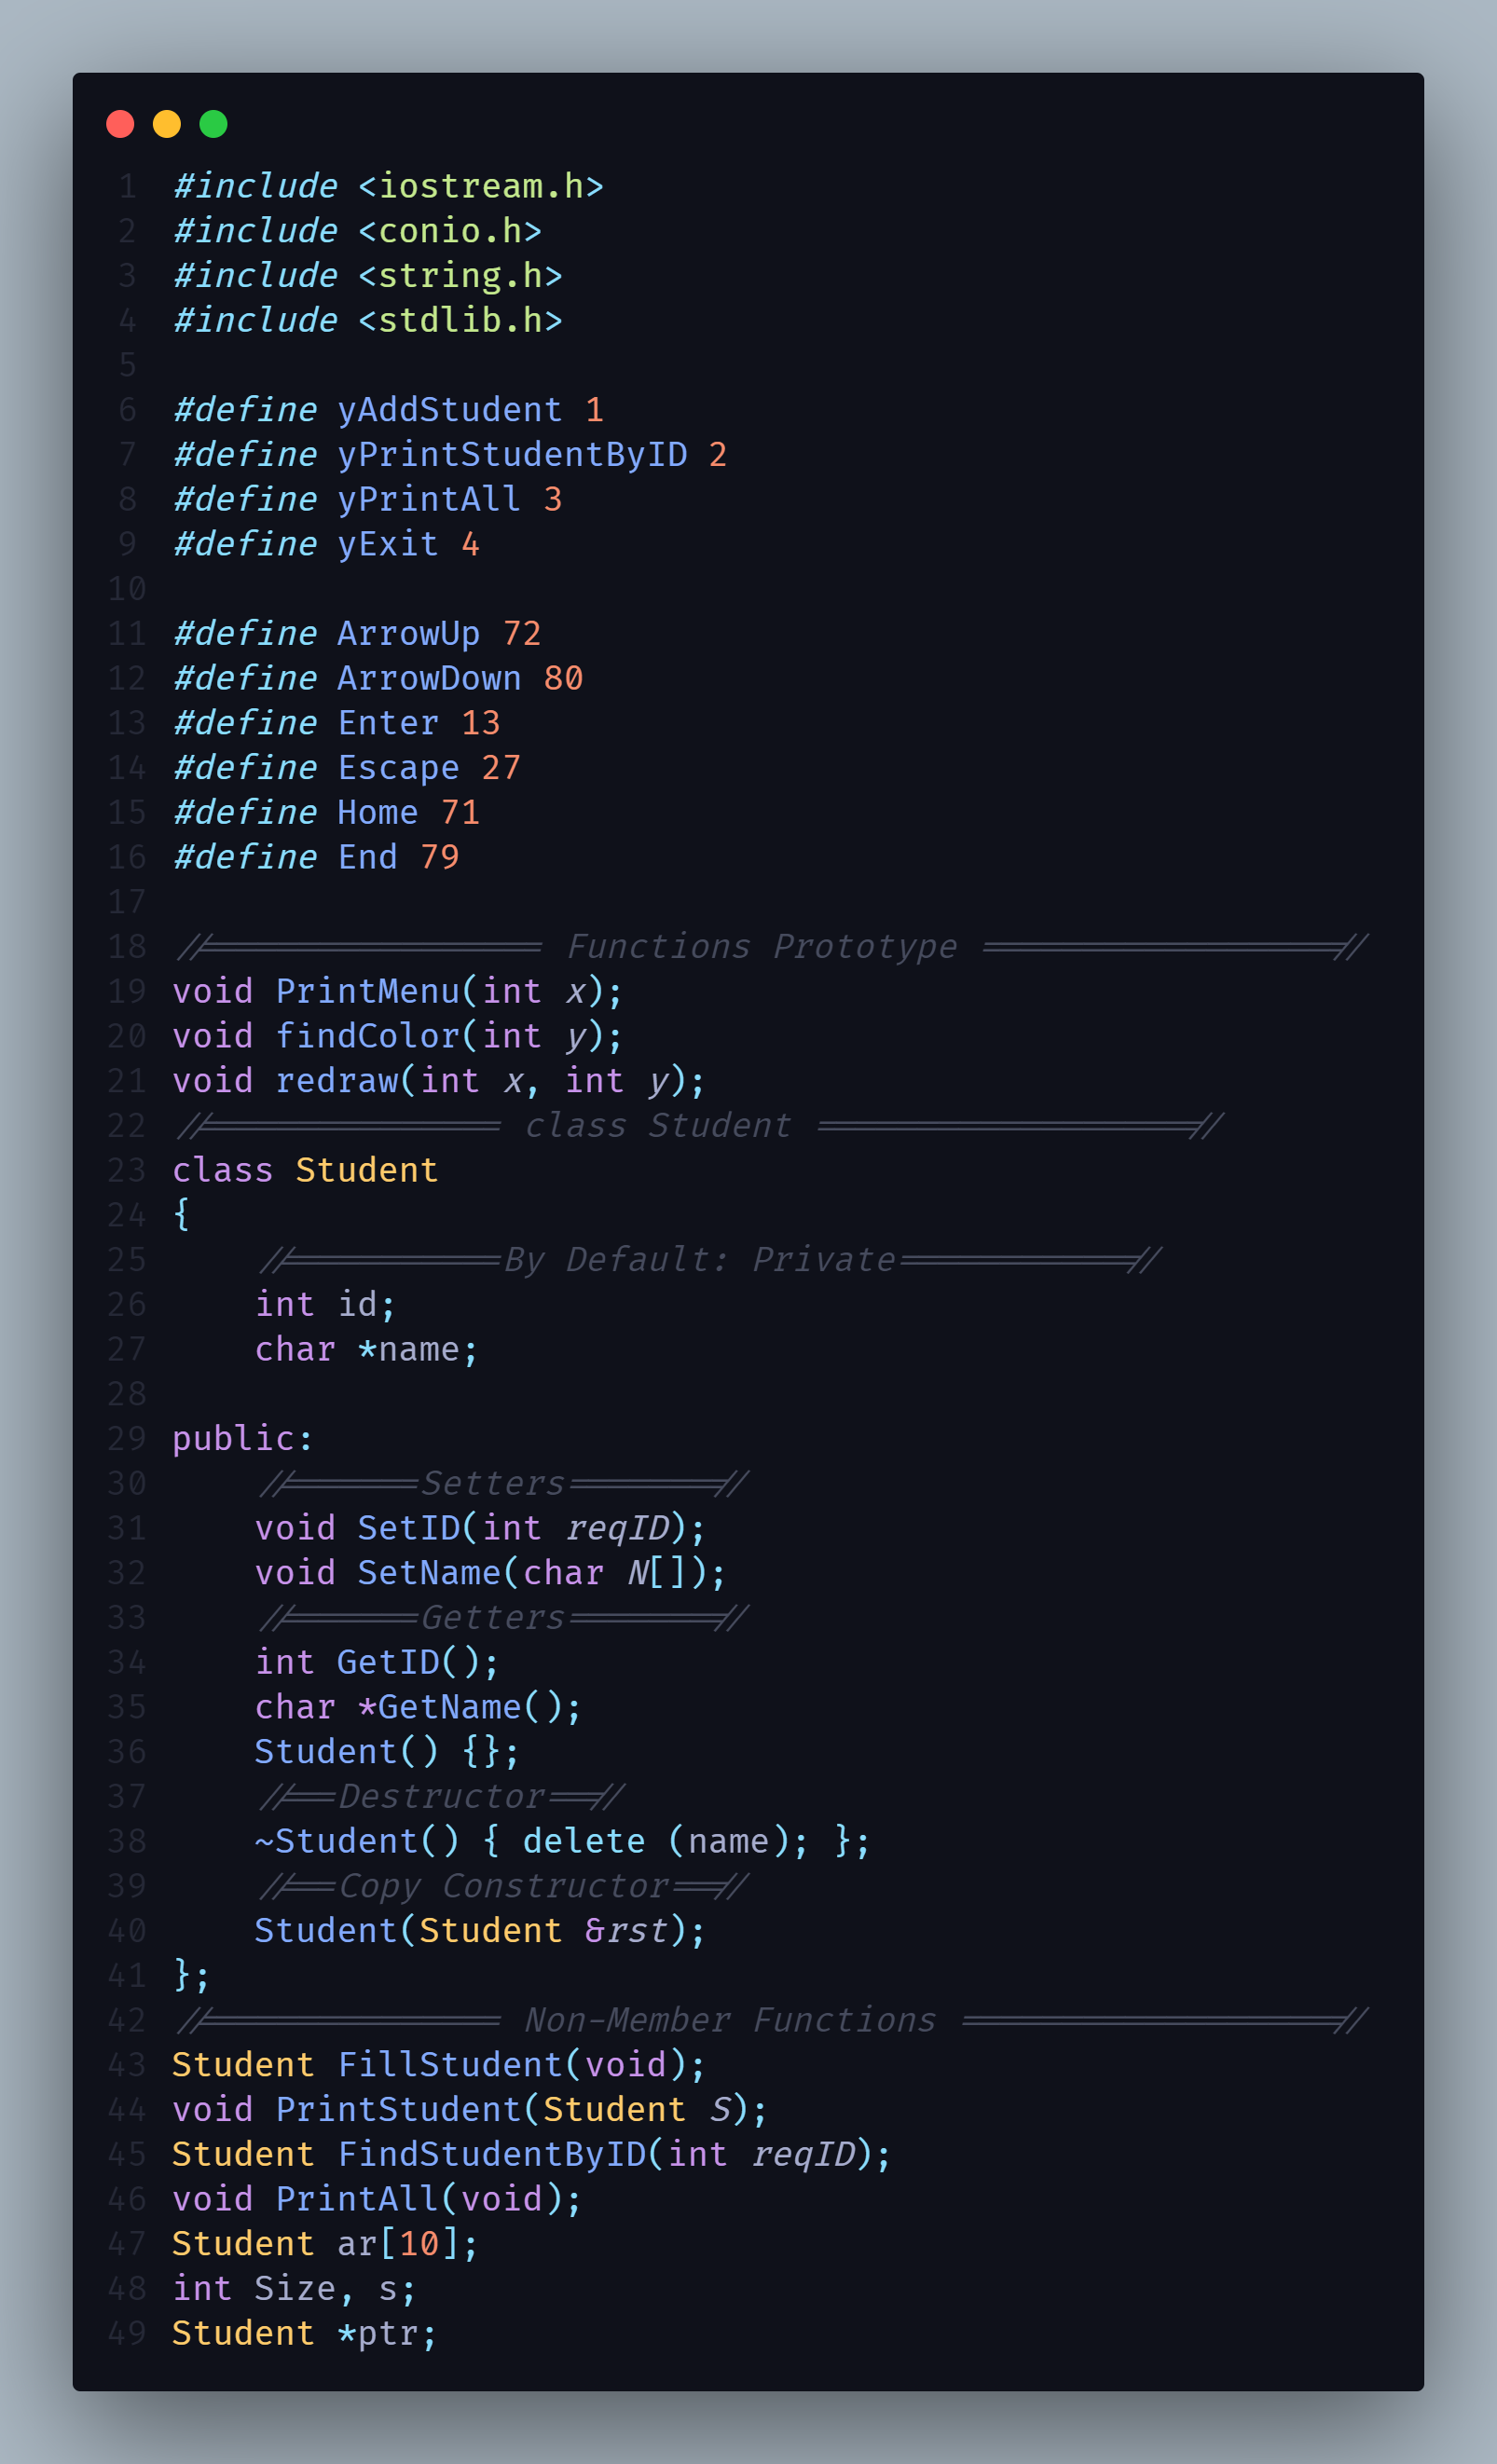 1 #include <iostream.h>
2 #include <conio.h>
3 #include <string.h>
4 #include <stdlib.h>
5
6 #define yAddStudent 1
7 #define yPrintStudentByID 2
8 #define yPrintAll 3
9 #define yExit 4
10
11 #define ArrowUp 72
12 #define ArrowDown 80
13 #define Enter 13
14 #define Escape 27
15 #define Home 71
16 #define End 79
17
18 //================ Functions Prototype =================//
19 void PrintMenu(int x);
20 void findColor(int y);
21 void redraw(int x, int y);
22 //============== class Student ==================//
23 class Student
24 {
25     //==========By Default: Private===========//
26     int id;
27     char *name;
28
29 public:
30     //======Setters=======//
31     void SetID(int reqID);
32     void SetName(char N[]);
33     //======Getters=======//
34     int GetID();
35     char *GetName();
36     Student() {};
37     //==Destructor==//
38     ~Student() { delete (name); };
39     //==Copy Constructor==//
40     Student(Student &rst);
41 };
42 //============== Non-Member Functions ==================//
43 Student FillStudent(void);
44 void PrintStudent(Student S);
45 Student FindStudentByID(int reqID);
46 void PrintAll(void);
47 Student ar[10];
48 int Size, s;
49 Student *ptr;